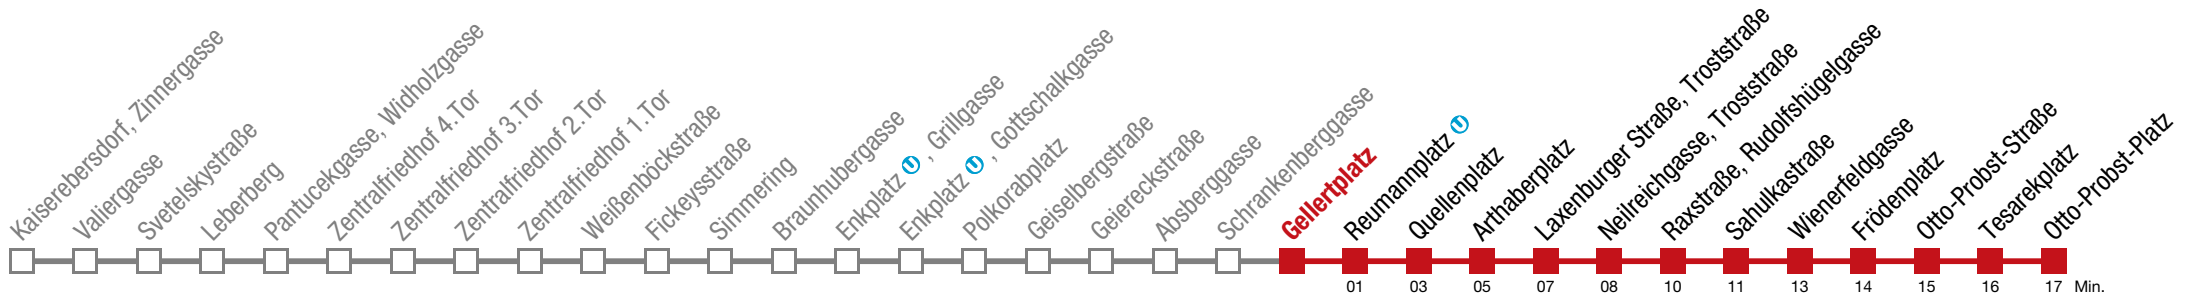 Kaiserebersdorf, Zinnergasse
Valiergasse
Svetelskystraße
Leberberg
Pantucekgasse, Widholzgasse
Zentralfriedhof 4.Tor
Zentralfriedhof 3.Tor
Zentralfriedhof 2.Tor
Zentralfriedhof 1.Tor
Weißenböckstraße
Fickeysstraße
Simmering
Braunhubergasse
Enkplatz U , Grillgasse
Enkplatz U , Gottschalkgasse
Polkorabplatz
Geiselbergstraße
Geiereckstraße
Absberggasse
Schrankenberggasse
Gellertplatz
Reumannplatz U
Quellenplatz
Arthaberplatz
Laxenburger Straße, Troststraße
Neilreichgasse, Troststraße
Raxstraße, Rudolfshügelgasse
Sahulkastraße
Wienerfeldgasse
Frödenplatz
Otto-Probst-Straße
Tesarekplatz
Otto-Probst-Platz
01 03 05 07 08 10 11 13 14 15 16 17 Min.